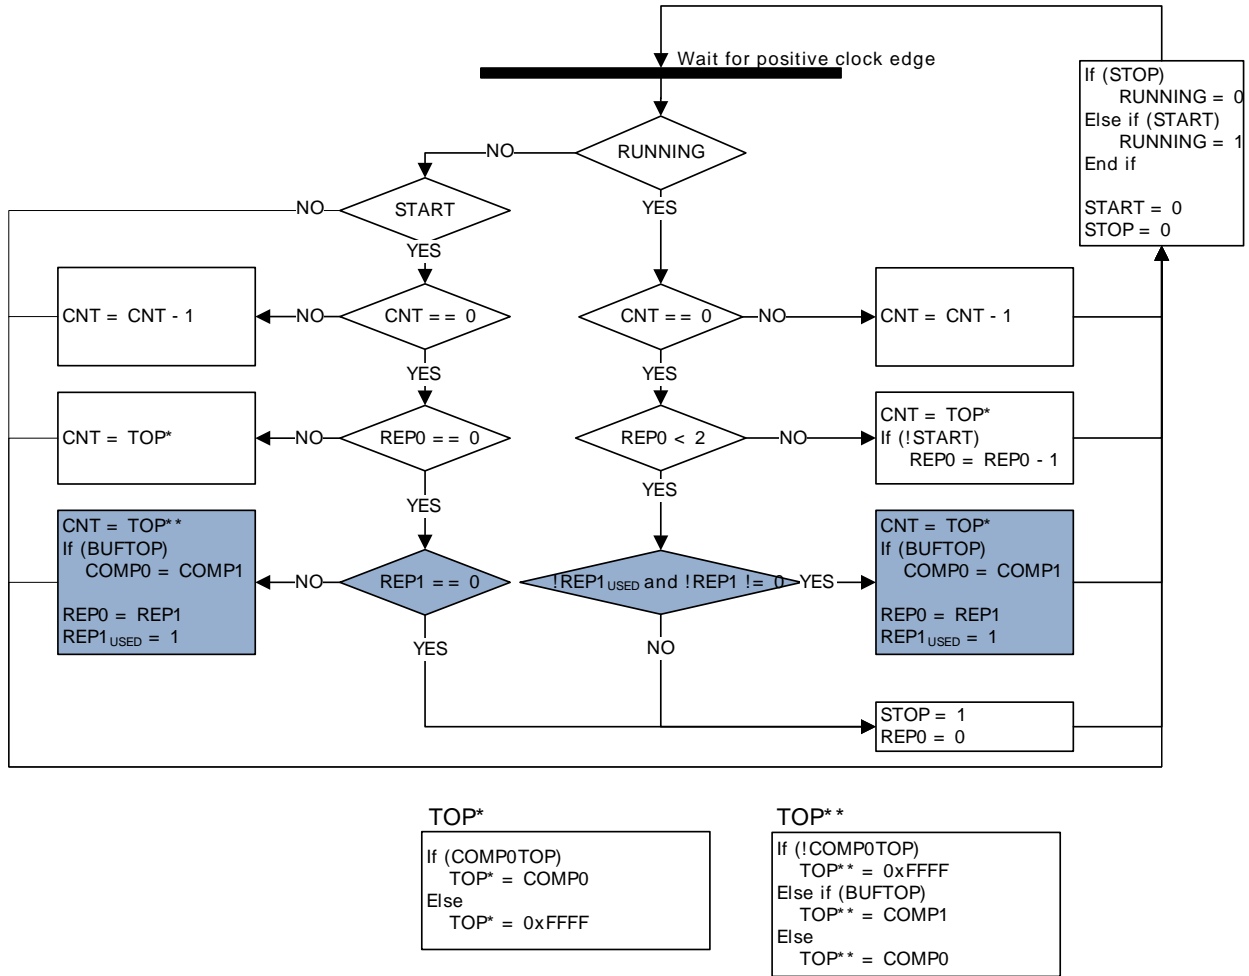 Wait for positive clock edge
If (STOP)
RUNNING = 0
Else if (START)
RUNNING = 1
End if
START = 0
STOP = 0
RUNNING
NO
YES
START
NO
YES
CNT == 0
NO
YES
CNT = CNT - 1
CNT == 0
NO
YES
CNT = CNT - 1
REP0 == 0
NO
YES
CNT = TOP*
REP0 < 2
NO
YES
CNT = TOP*
If (!START)
REP0 = REP0 - 1
REP1 == 0
NO
YES
CNT = TOP**
If (BUFTOP)
COMP0 = COMP1
REP0 = REP1
REP1USED = 1
!REP1USED and !REP1 != 0
YES
NO
CNT = TOP*
If (BUFTOP)
COMP0 = COMP1
REP0 = REP1
REP1USED = 1
STOP = 1
REP0 = 0
TOP*
If (COMP0TOP)
TOP* = COMP0
Else
TOP* = 0xFFFF
TOP**
If (!COMP0TOP)
TOP** = 0xFFFF
Else if (BUFTOP)
TOP** = COMP1
Else
TOP** = COMP0